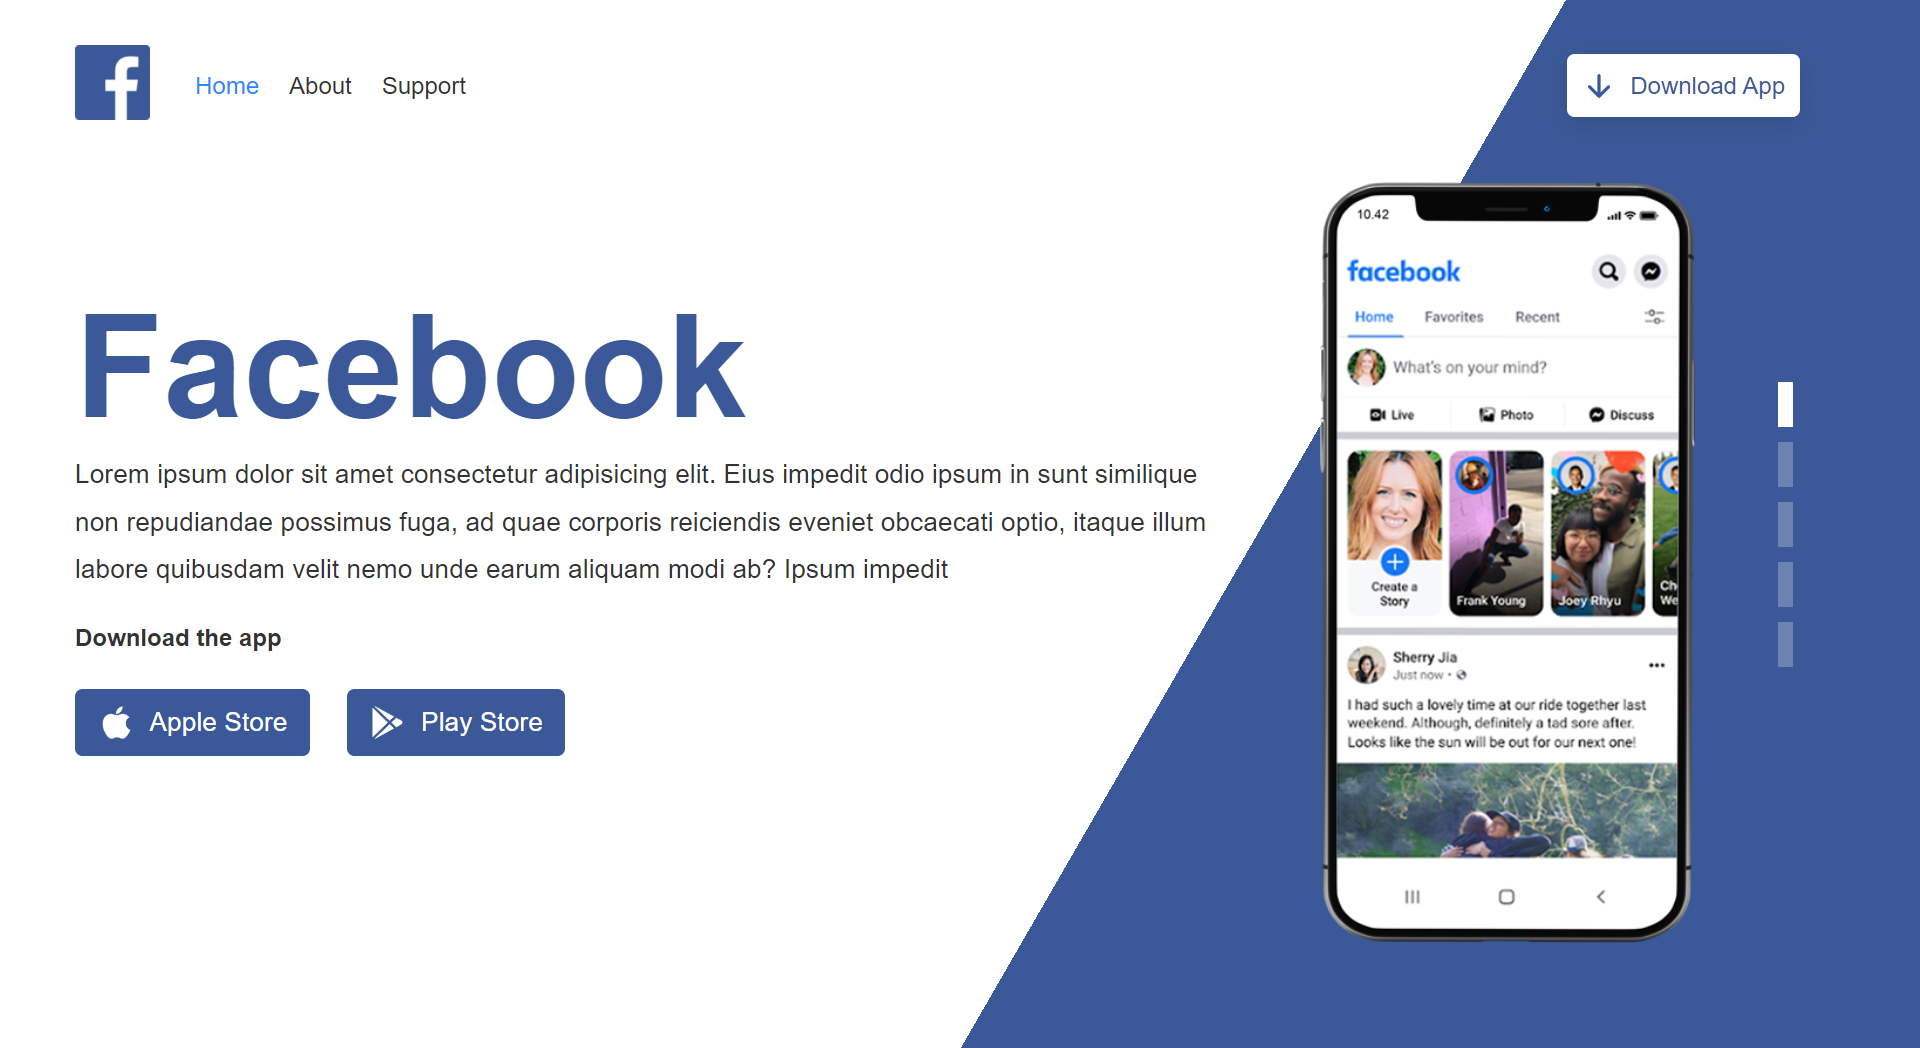 Home About Support
Download App
Facebook
Lorem ipsum dolor sit amet consectetur adipisicing elit. Eius impedit odio ipsum in sunt similique
non repudiandae possimus fuga, ad quae corporis reiciendis eveniet obcaecati optio, itaque illum
labore quibusdam velit nemo unde earum aliquam modi ab? Ipsum impedit
Download the app
Apple Store
Play Store
10.42
facebook
Home Favorites Recent
What's on your mind?
Live Photo Discuss
Create a
Story
Frank Young
Joey Rhyu
Ch
We
Sherry Jia
Just now
I had such a lovely time at our ride together last
weekend. Although, definitely a tad sore after.
Looks like the sun will be out for our next one!